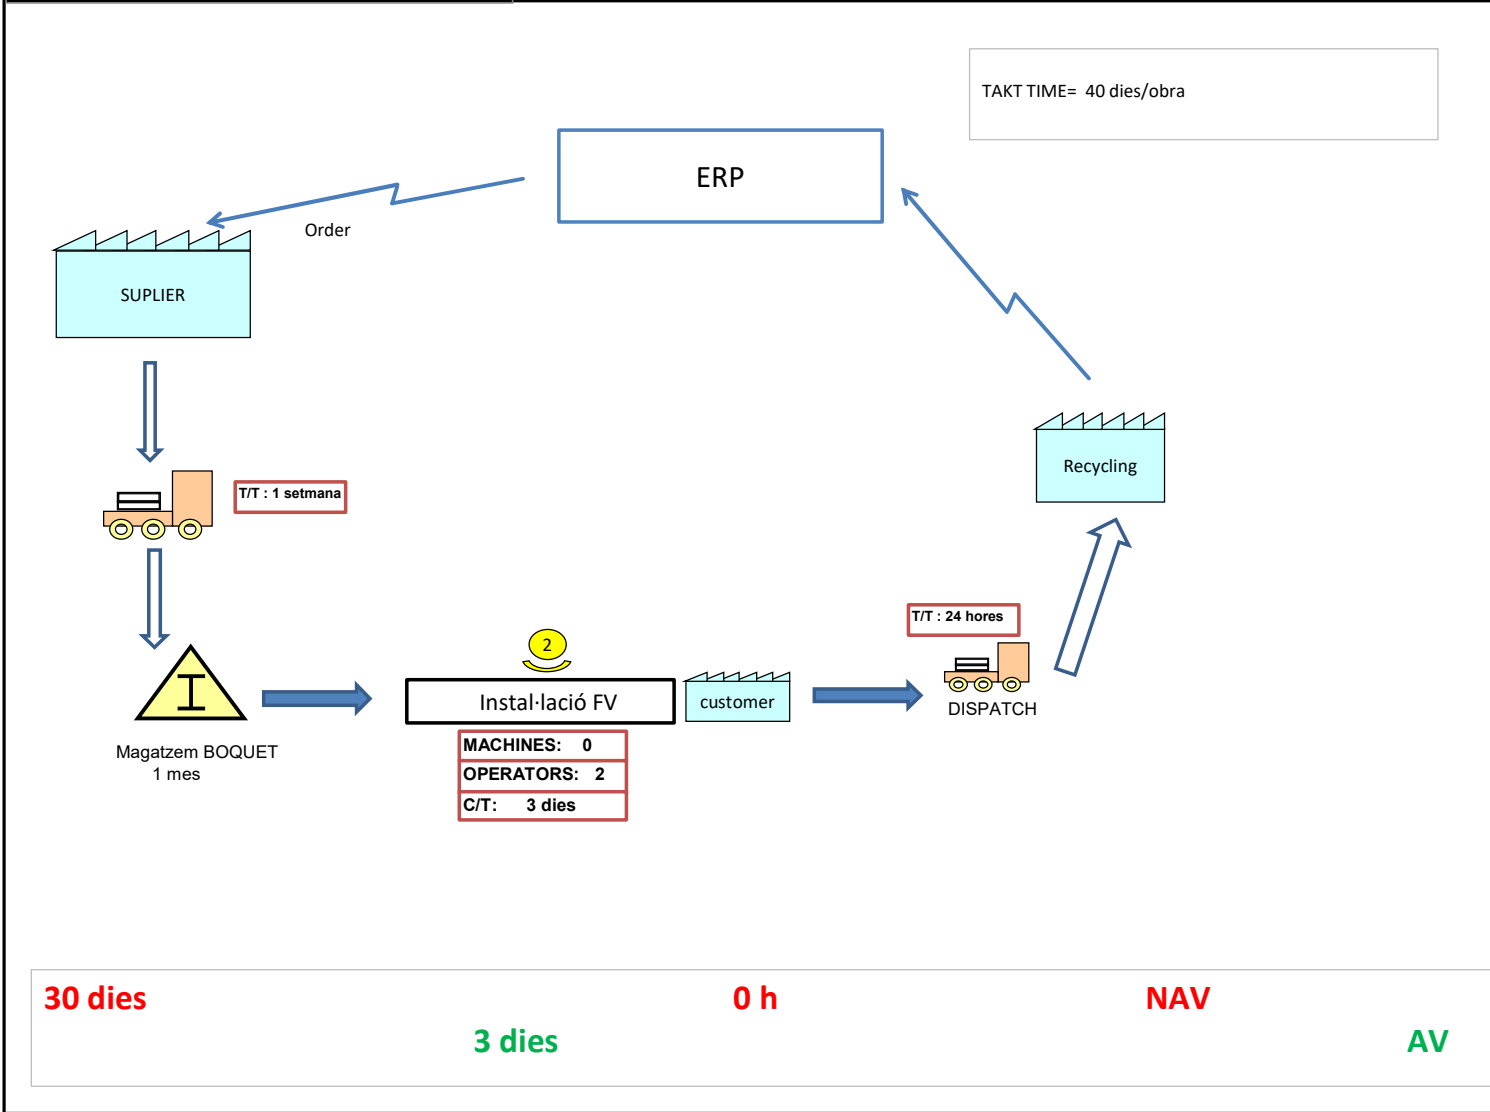 TAKT TIME= 40 dies/obra
ERP
Order
SUPLIER
T/T : 1 setmana
Recycling
T/T : 24 hores
2
I
Instal·lació FV
customer
DISPATCH
Magatzem BOQUET
1 mes
MACHINES: 0
OPERATORS: 2
C/T: 3 dies
30 dies 0 h NAV
3 dies AV